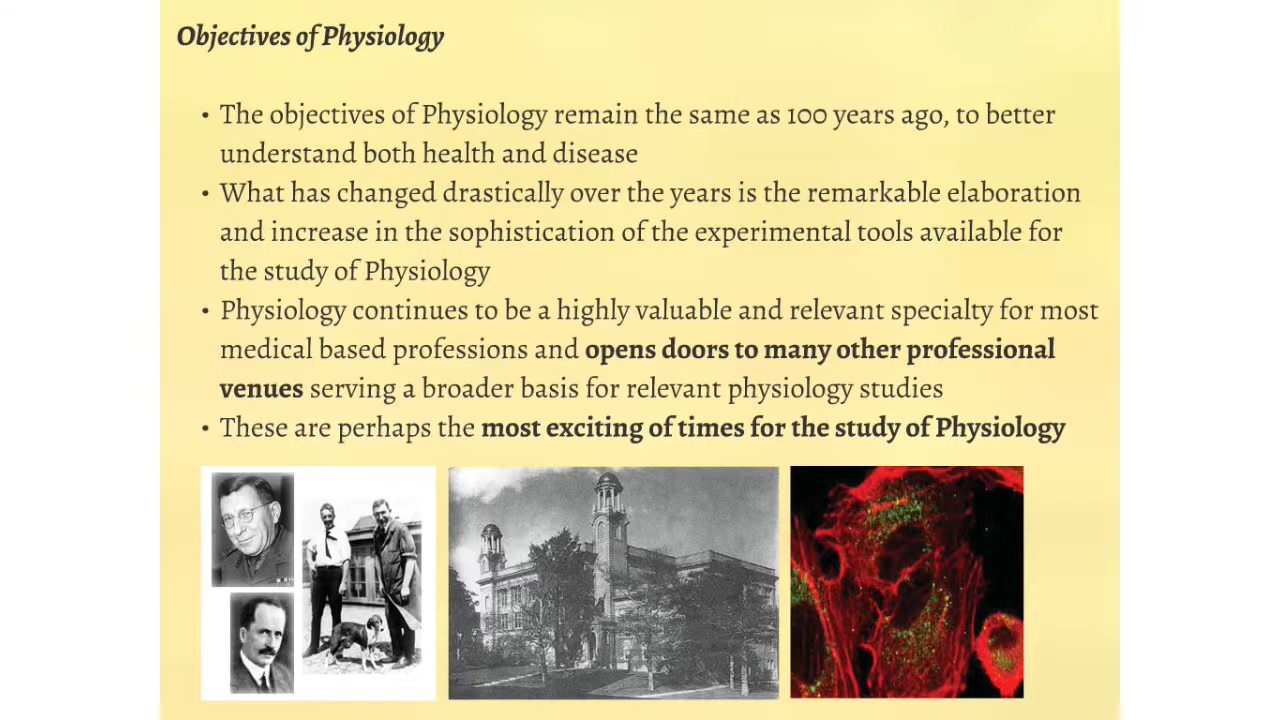 Objectives of Physiology
• The objectives of Physiology remain the same as 100 years ago, to better
understand both health and disease
• What has changed drastically over the years is the remarkable elaboration
and increase in the sophistication of the experimental tools available for
the study of Physiology
• Physiology continues to be a highly valuable and relevant specialty for most
medical based professions and opens doors to many other professional
venues serving a broader basis for relevant physiology studies
• These are perhaps the most exciting of times for the study of Physiology